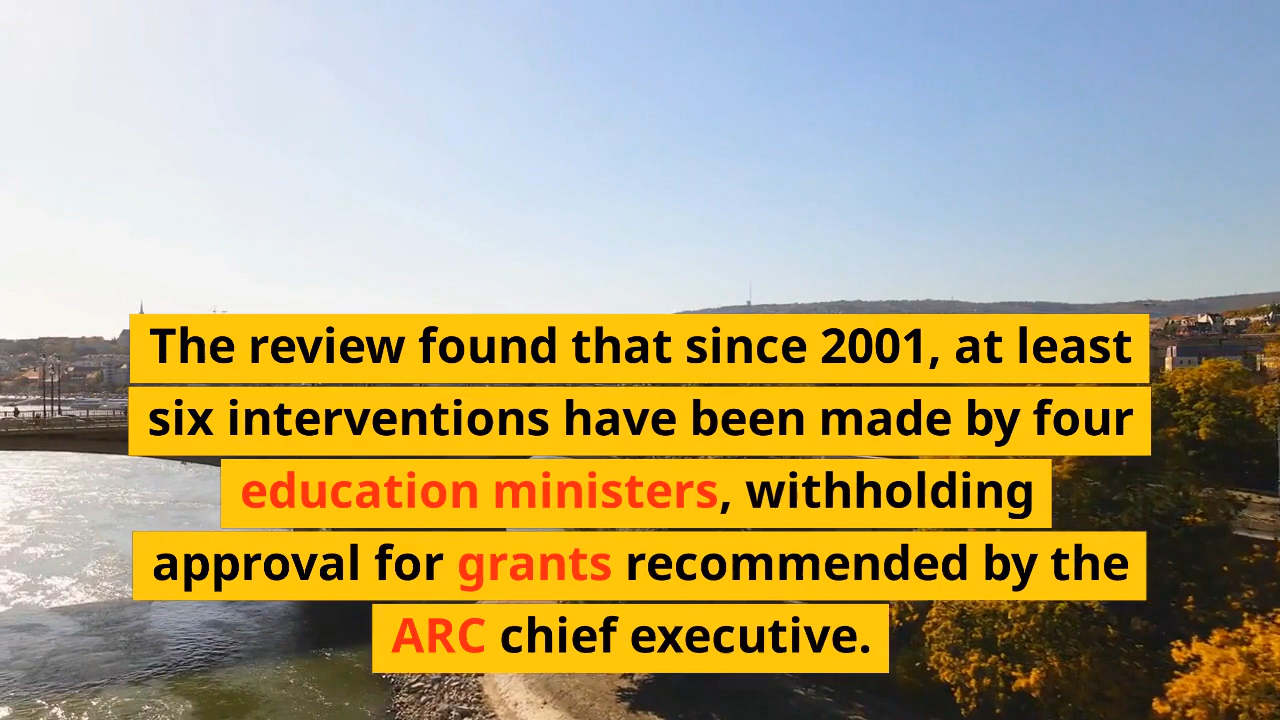 The review found that since 2001, at least
six interventions have been made by four
education ministers, withholding
approval for grants recommended by the
ARC chief executive.